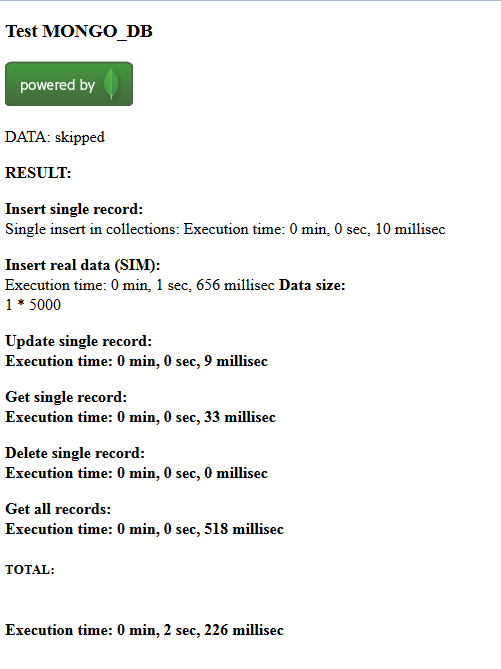 Test MONGO_DB
powered by
DATA: skipped
RESULT:
Insert single record:
Single insert in collections: Execution time: 0 min, 0 sec, 10 millisec
Insert real data (SIM):
Execution time: 0 min, 1 sec, 656 millisec Data size:
1 * 5000
Update single record:
Execution time: 0 min, 0 sec, 9 millisec
Get single record:
Execution time: 0 min, 0 sec, 33 millisec
Delete single record:
Execution time: 0 min, 0 sec, 0 millisec
Get all records:
Execution time: 0 min, 0 sec, 518 millisec
TOTAL:
Execution time: 0 min, 2 sec, 226 millisec